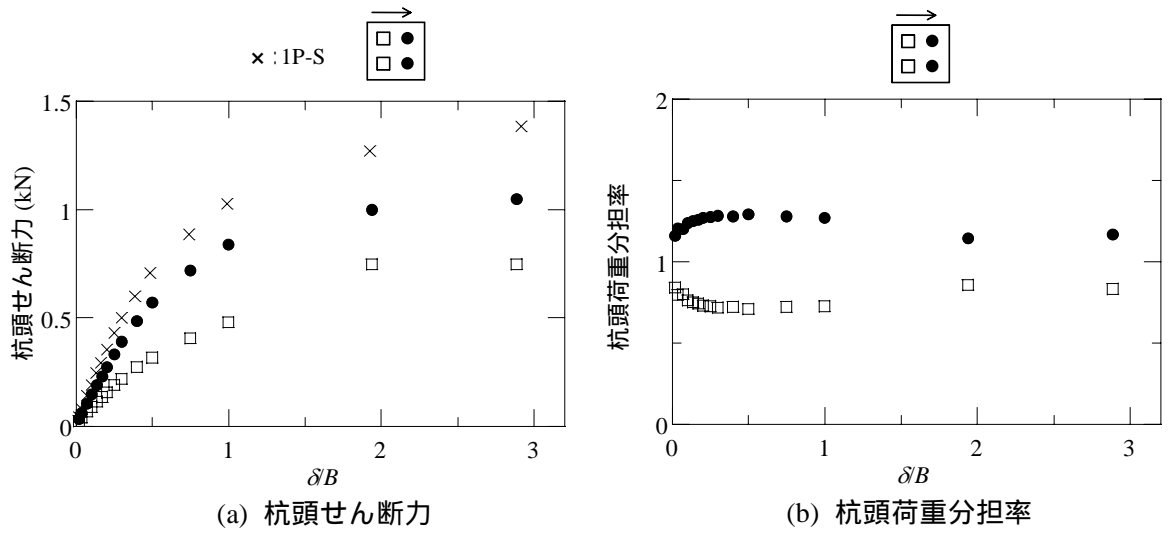 × : 1P-S
杭頭せん断力 (kN)
1.5
1
0.5
0
0 1 2 3
δ/B
(a) 杭頭せん断力
杭頭荷重分担率
2
1
0
0 1 2 3
δ/B
(b) 杭頭荷重分担率